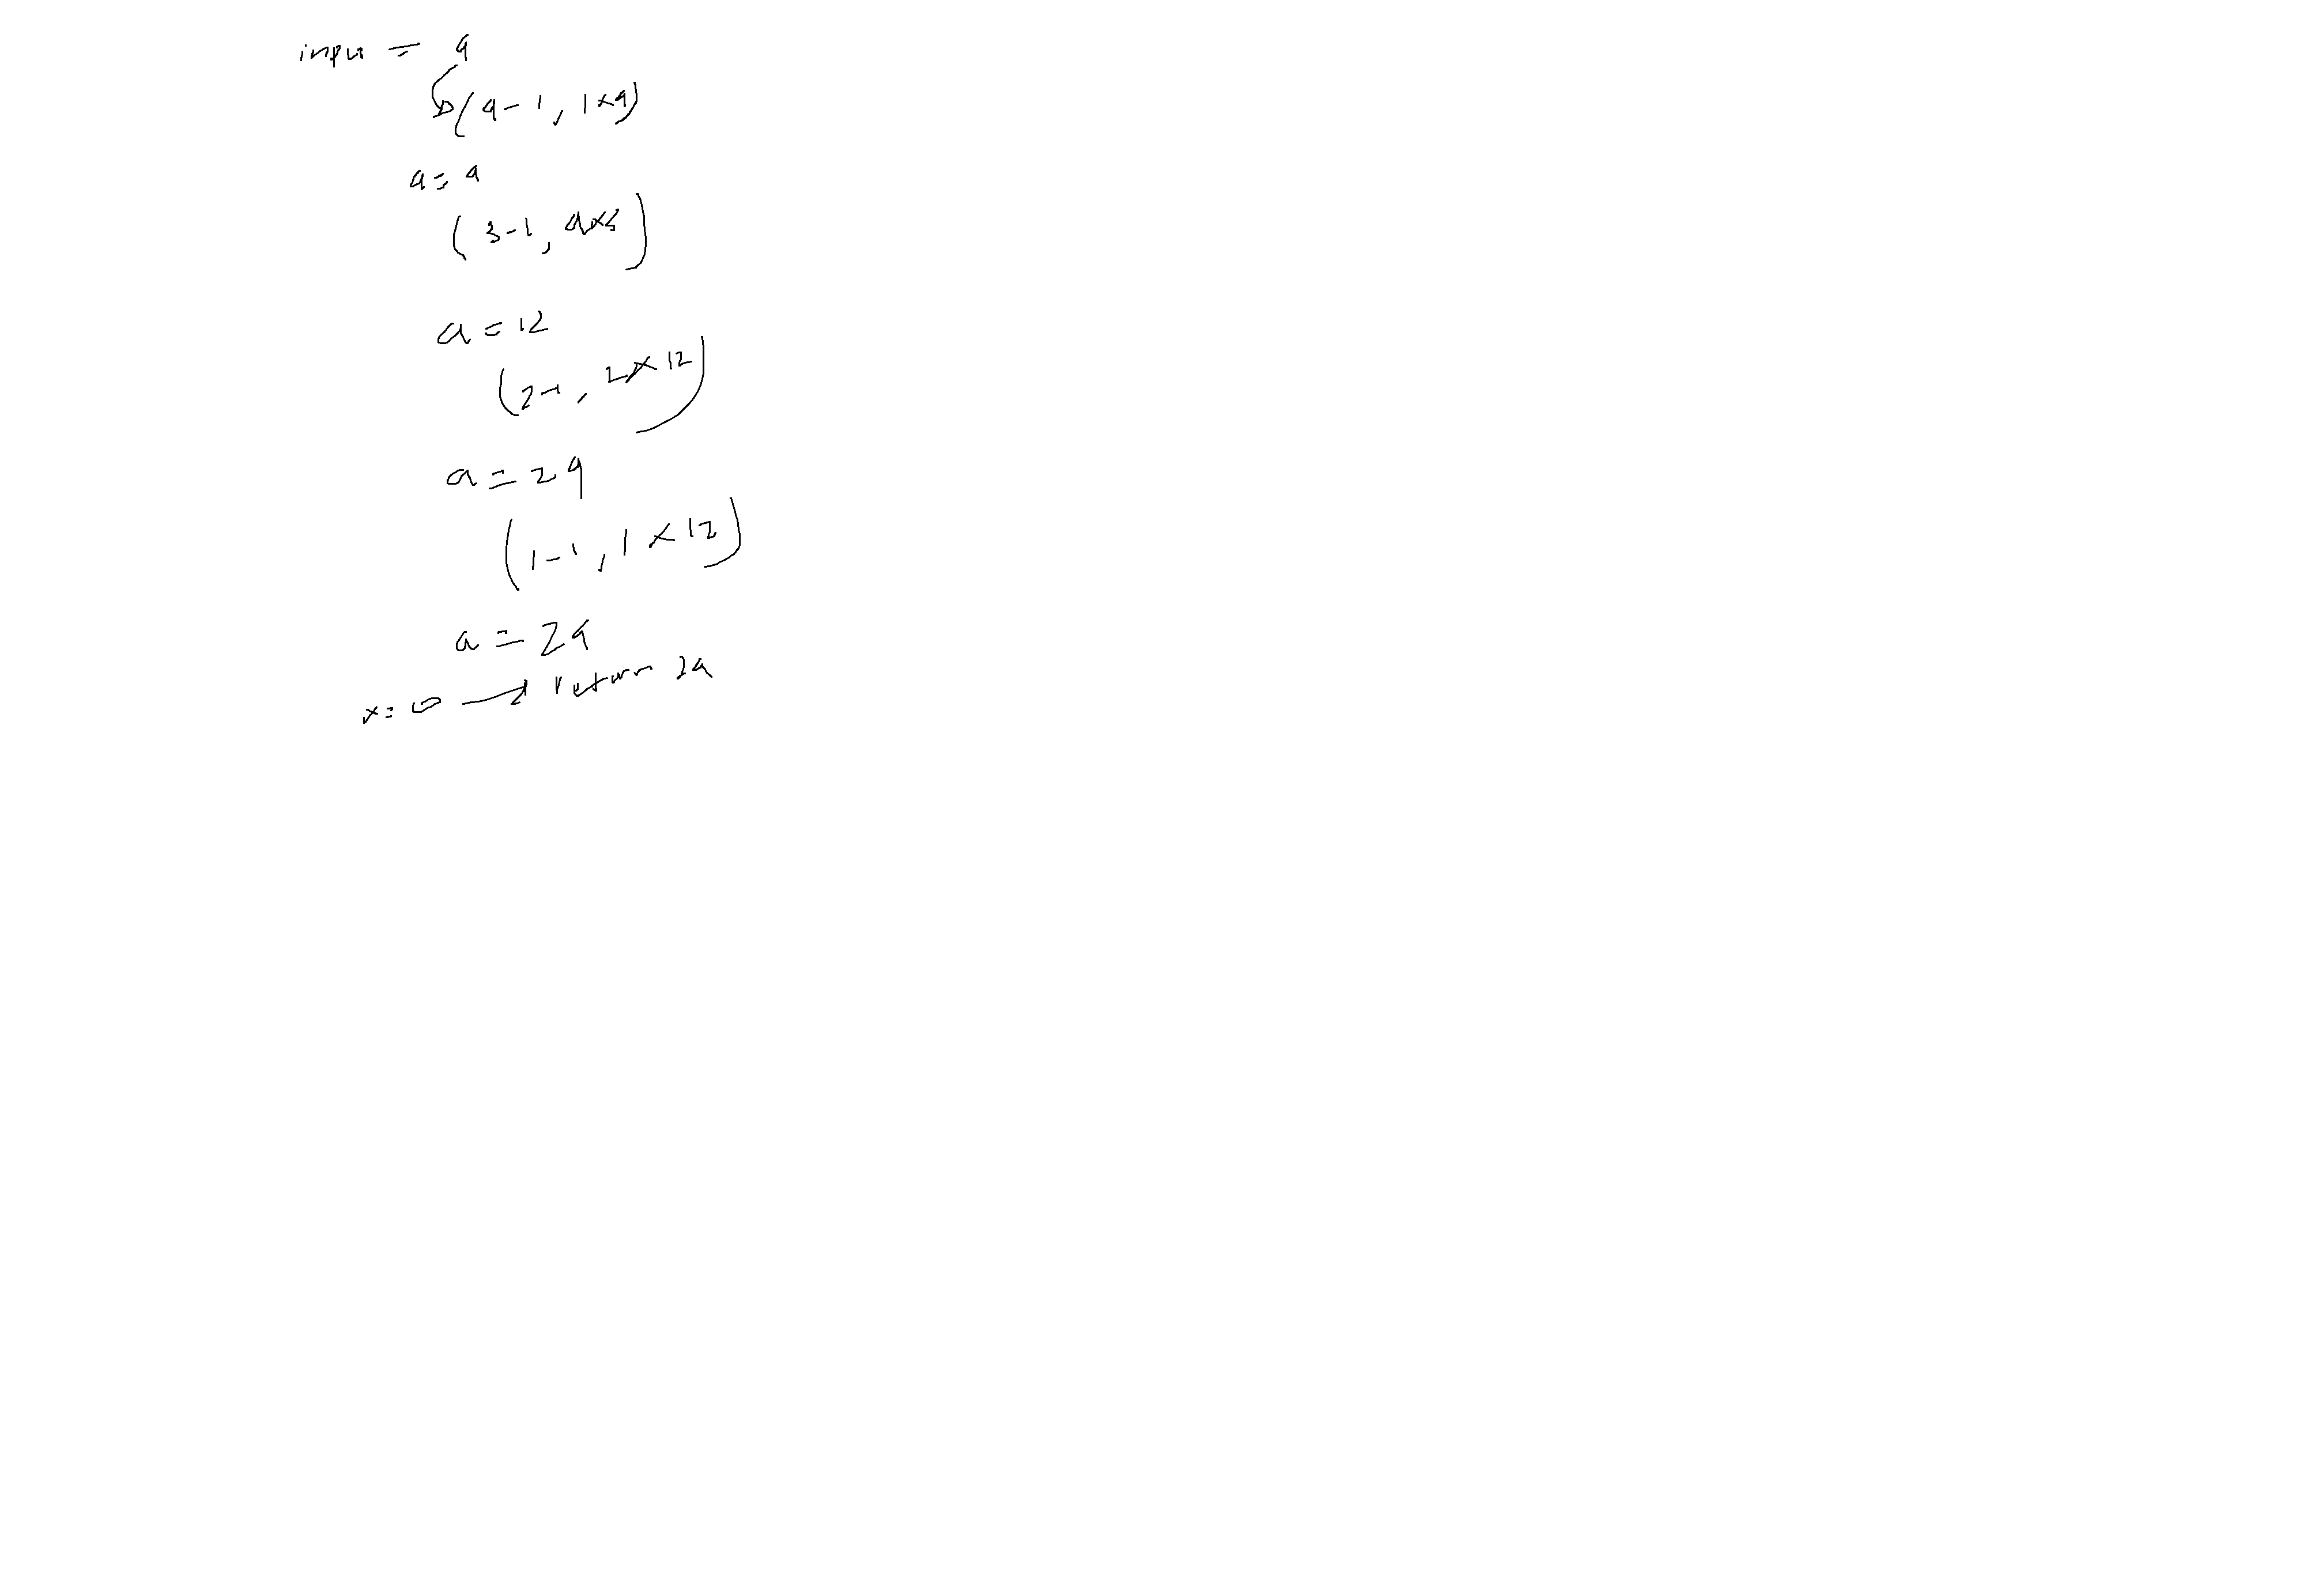 inpu = 4
(4-1, 1×4)
a = 4
(3-1, 4×3)
a = 12
(2-1, 2×12)
a = 24
(1-1, 1×12)
a = 24
x = 0 → return 24